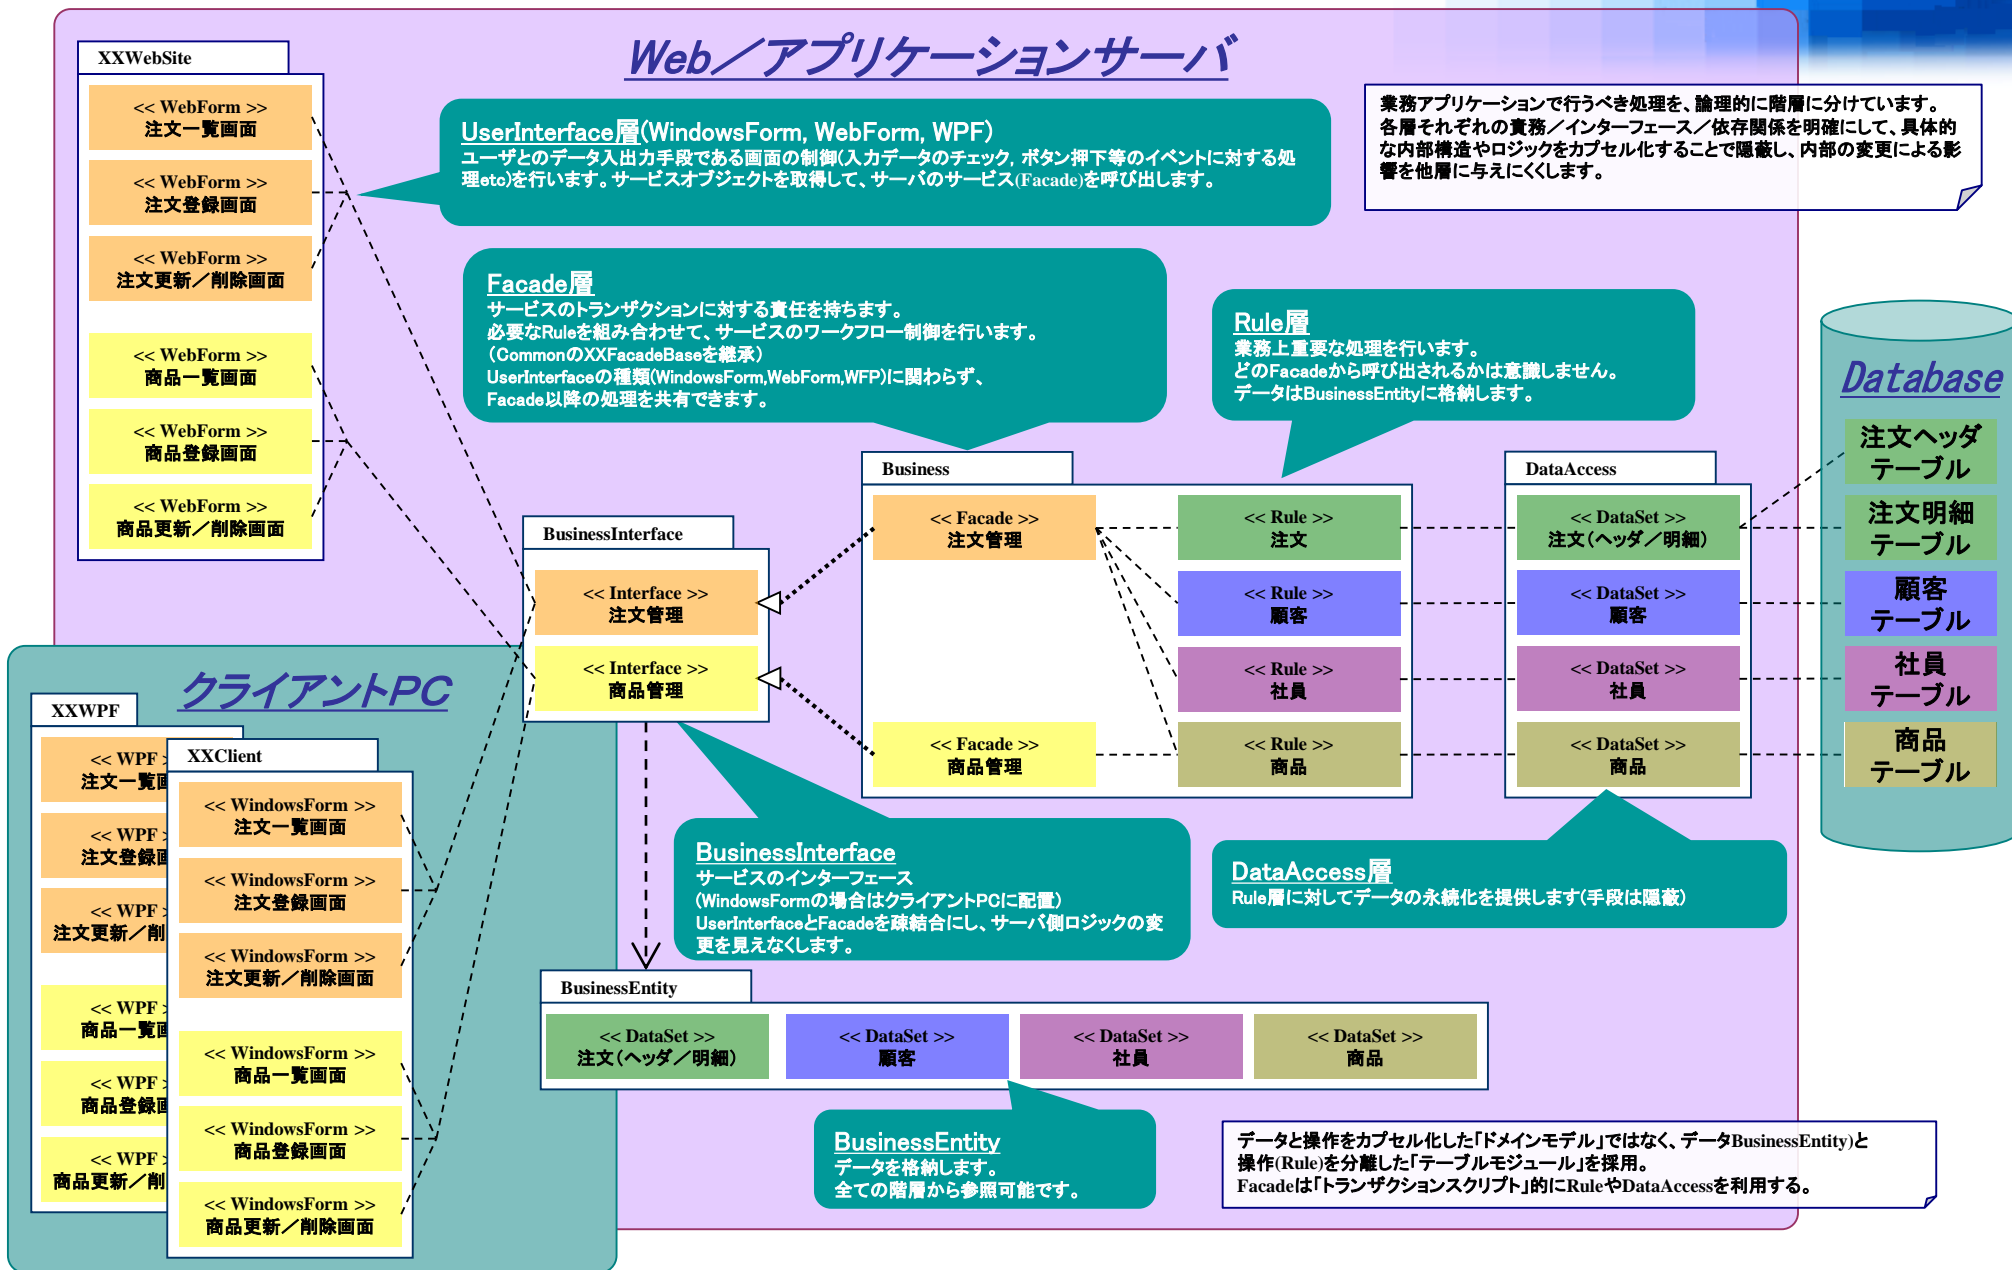 Web／アプリケーションサーバ
XXWebSite
<< WebForm >>
注文一覧画面
<< WebForm >>
注文登録画面
<< WebForm >>
注文更新／削除画面
<< WebForm >>
商品一覧画面
<< WebForm >>
商品登録画面
<< WebForm >>
商品更新／削除画面
UserInterface層(WindowsForm, WebForm, WPF)
ユーザとのデータ入出力手段である画面の制御(入力データのチェック, ボタン押下等のイベントに対する処
理etc)を行います。サービスオブジェクトを取得して、サーバのサービス(Facade)を呼び出します。
業務アプリケーションで行うべき処理を、論理的に階層に分けています。
各層それぞれの責務／インターフェース／依存関係を明確にして、具体的
な内部構造やロジックをカプセル化することで隠蔽し、内部の変更による影
響を他層に与えにくくします。
Facade層
サービスのトランザクションに対する責任を持ちます。
必要なRuleを組み合わせて、サービスのワークフロー制御を行います。
（CommonのXXFacadeBaseを継承）
UserInterfaceの種類(WindowsForm,WebForm,WFP)に関わらず、
Facade以降の処理を共有できます。
Rule層
業務上重要な処理を行います。
どのFacadeから呼び出されるかは意識しません。
データはBusinessEntityに格納します。
Database
注文ヘッダ
テーブル
注文明細
テーブル
顧客
テーブル
社員
テーブル
商品
テーブル
BusinessInterface
<< Interface >>
注文管理
<< Interface >>
商品管理
Business
<< Facade >>
注文管理
<< Facade >>
商品管理
<< Rule >>
注文
<< Rule >>
顧客
<< Rule >>
社員
<< Rule >>
商品
DataAccess
<< DataSet >>
注文（ヘッダ／明細）
<< DataSet >>
顧客
<< DataSet >>
社員
<< DataSet >>
商品
クライアントPC
XXWPF
<< WPF >
注文一覧画
<< WPF >
注文登録画
<< WPF >
注文更新／削
<< WPF >
商品一覧画
<< WPF >
商品登録画
<< WPF >
商品更新／削
XXClient
<< WindowsForm >>
注文一覧画面
<< WindowsForm >>
注文登録画面
<< WindowsForm >>
注文更新／削除画面
<< WindowsForm >>
商品一覧画面
<< WindowsForm >>
商品登録画面
<< WindowsForm >>
商品更新／削除画面
BusinessInterface
サービスのインターフェース
(WindowsFormの場合はクライアントPCに配置)
UserInterfaceとFacadeを疎結合にし、サーバ側ロジックの変
更を見えなくします。
DataAccess層
Rule層に対してデータの永続化を提供します(手段は隠蔽)
BusinessEntity
<< DataSet >>
注文（ヘッダ／明細）
<< DataSet >>
顧客
<< DataSet >>
社員
<< DataSet >>
商品
BusinessEntity
データを格納します。
全ての階層から参照可能です。
データと操作をカプセル化した「ドメインモデル」ではなく、データBusinessEntity)と
操作(Rule)を分離した「テーブルモジュール」を採用。
Facadeは「トランザクションスクリプト」的にRuleやDataAccessを利用する。